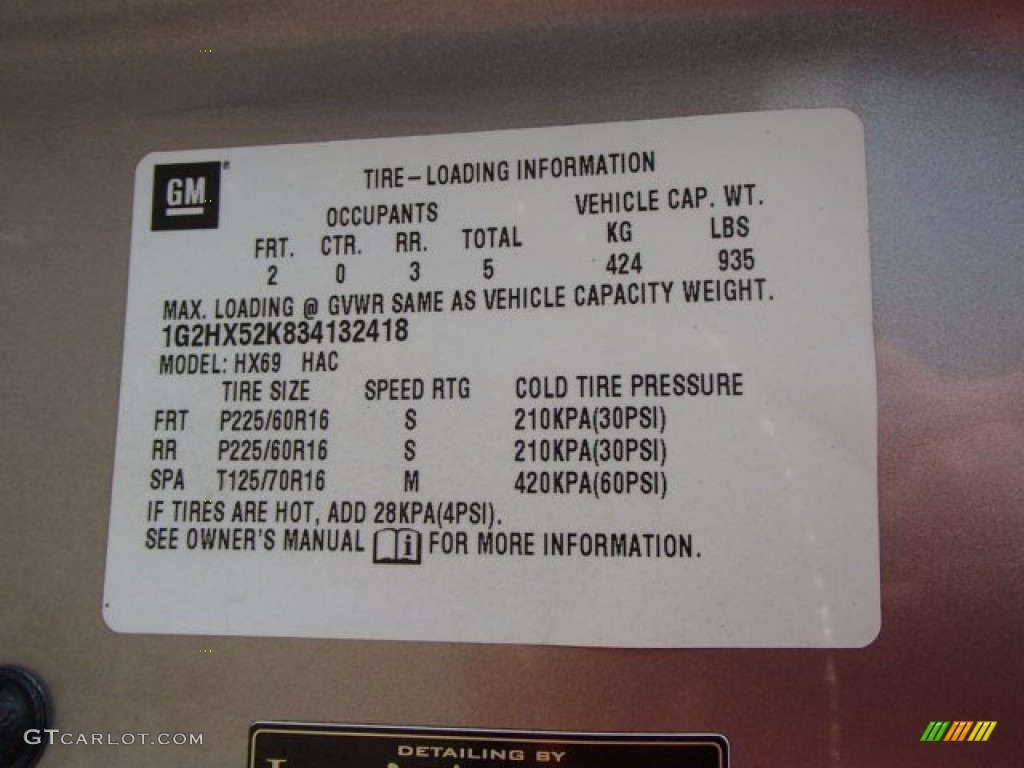 GM®
TIRE-LOADING INFORMATION
OCCUPANTS VEHICLE CAP. WT.
FRT. CTR. RR. TOTAL KG LBS
2 0 3 5 424 935
MAX. LOADING @ GVWR SAME AS VEHICLE CAPACITY WEIGHT.
1G2HX52K834132418
MODEL: HX69 HAC
TIRE SIZE SPEED RTG COLD TIRE PRESSURE
FRT P225/60R16 S 210KPA(30PSI)
RR P225/60R16 S 210KPA(30PSI)
SPA T125/70R16 M 420KPA(60PSI)
IF TIRES ARE HOT, ADD 28KPA(4PSI).
SEE OWNER'S MANUAL i FOR MORE INFORMATION.
DETAILING BY
GTCARLOT.COM